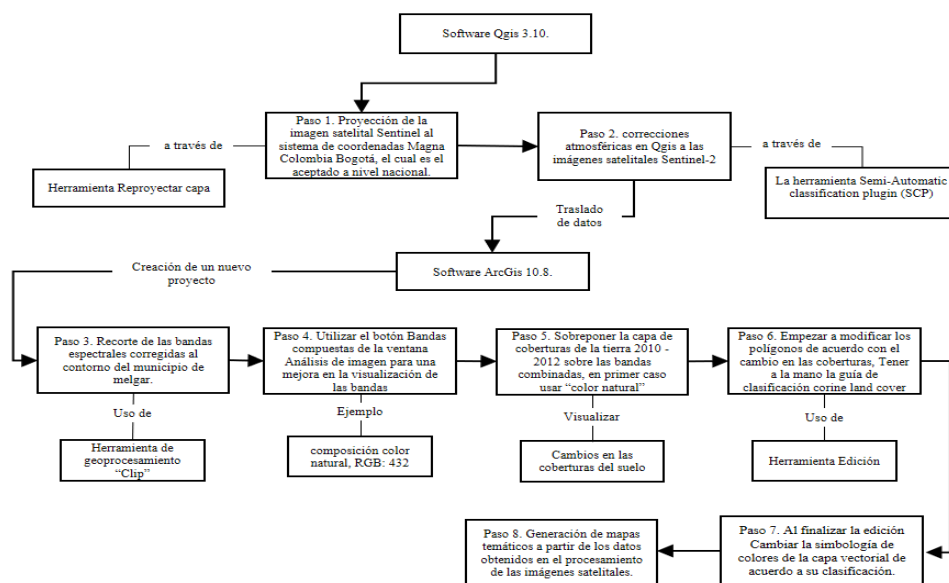 Software Qgis 3.10.
Paso 1. Proyección de la
imagen satelital Sentinel al
sistema de coordenadas Magna
Colombia Bogotá, el cual es el
aceptado a nivel nacional.
a través de
Herramienta Reproyectar capa
Paso 2. correcciones
atmosféricas en Qgis a las
imágenes satelitales Sentinel-2
a través de
La herramienta Semi-Automatic
classification plugin (SCP)
Traslado
de datos
Software ArcGis 10.8.
Creación de un nuevo
proyecto
Paso 3. Recorte de las bandas
espectrales corregidas al
contorno del municipio de
melgar.
Uso de
Herramienta de
geoprocesamiento
“Clip”
Paso 4. Utilizar el botón Bandas
compuestas de la ventana
Análisis de imagen para una
mejora en la visualización de
las bandas
Ejemplo
composición color
natural, RGB: 432
Paso 5. Sobreponer la capa de
coberturas de la tierra 2010 -
2012 sobre las bandas
combinadas, en primer caso
usar “color natural”
Visualizar
Cambios en las
coberturas del suelo
Paso 6. Empezar a modificar los
polígonos de acuerdo con el
cambio en las coberturas, Tener
a la mano la guía de
clasificación corine land cover
Uso de
Herramienta Edición
Paso 7. Al finalizar la edición
Cambiar la simbología de
colores de la capa vectorial de
acuerdo a su clasificación.
Paso 8. Generación de mapas
temáticos a partir de los datos
obtenidos en el procesamiento
de las imágenes satelitales.